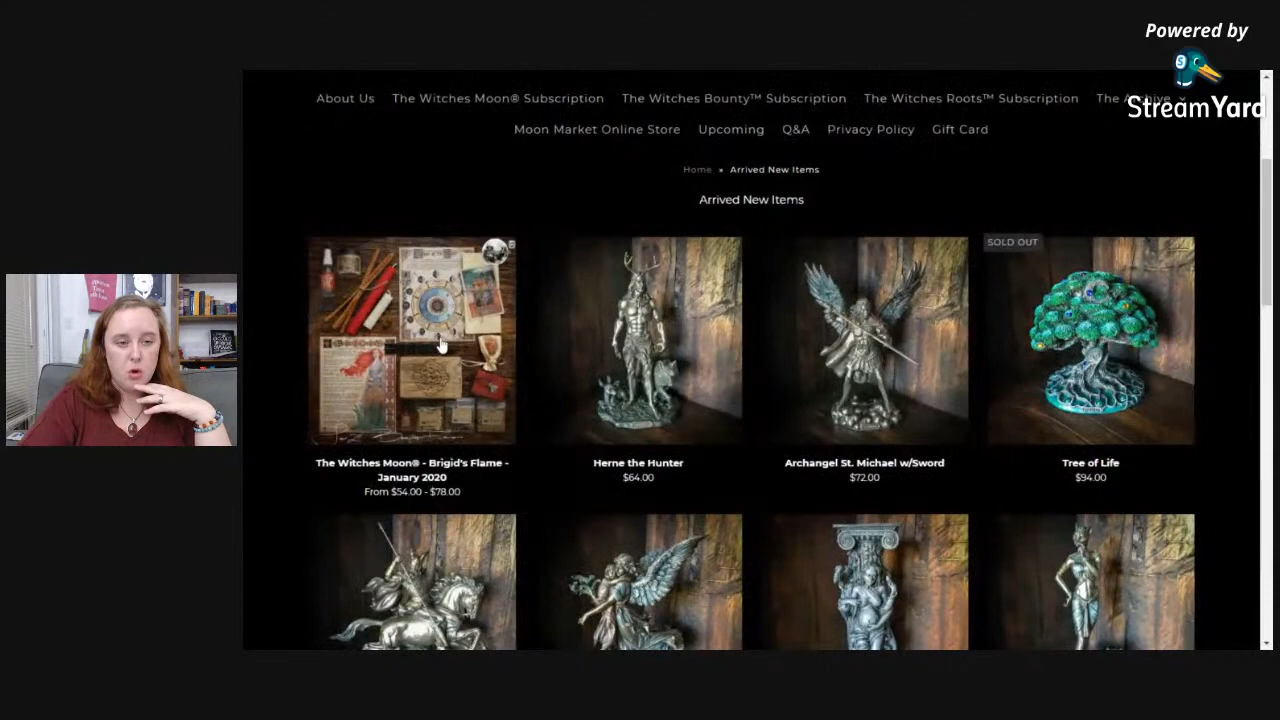 Powered by
StreamYard
About Us The Witches Moon® Subscription The Witches Bounty™ Subscription The Witches Roots™ Subscription The Archive
Moon Market Online Store Upcoming Q&A Privacy Policy Gift Card
Home » Arrived New Items
Arrived New Items
SOLD OUT
The Witches Moon® - Brigid's Flame -
January 2020
From $54.00 - $78.00
Herne the Hunter
$64.00
Archangel St. Michael w/Sword
$72.00
Tree of Life
$94.00